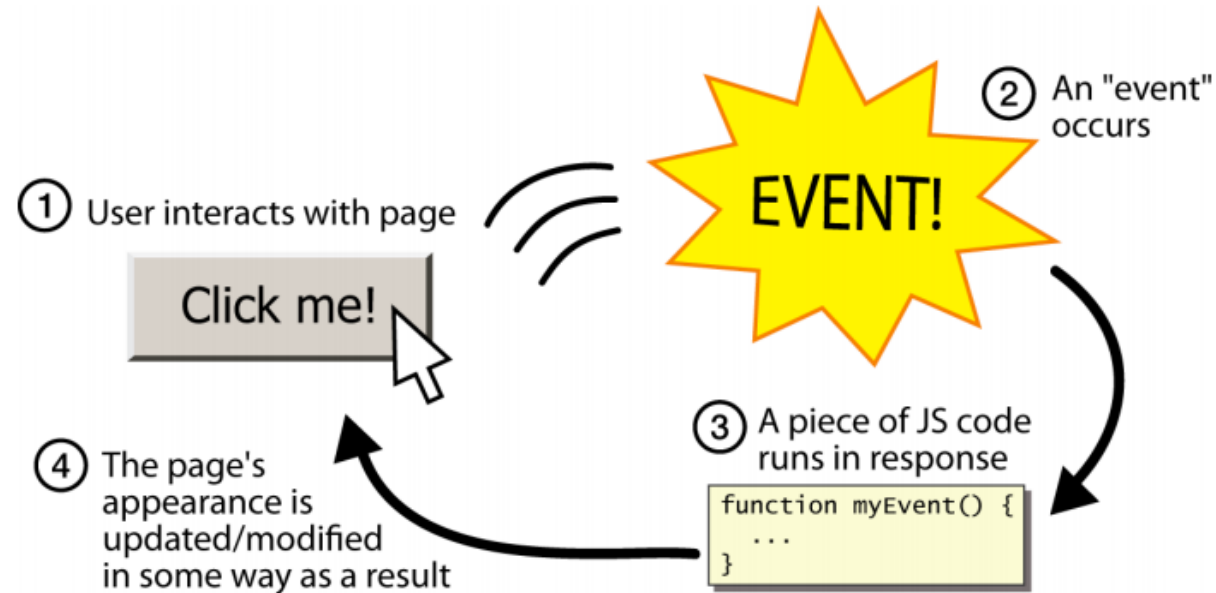 1 User interacts with page
Click me!
EVENT!
2 An "event"
occurs
3 A piece of JS code
runs in response
function myEvent() {
...
}
4 The page's
appearance is
updated/modified
in some way as a result